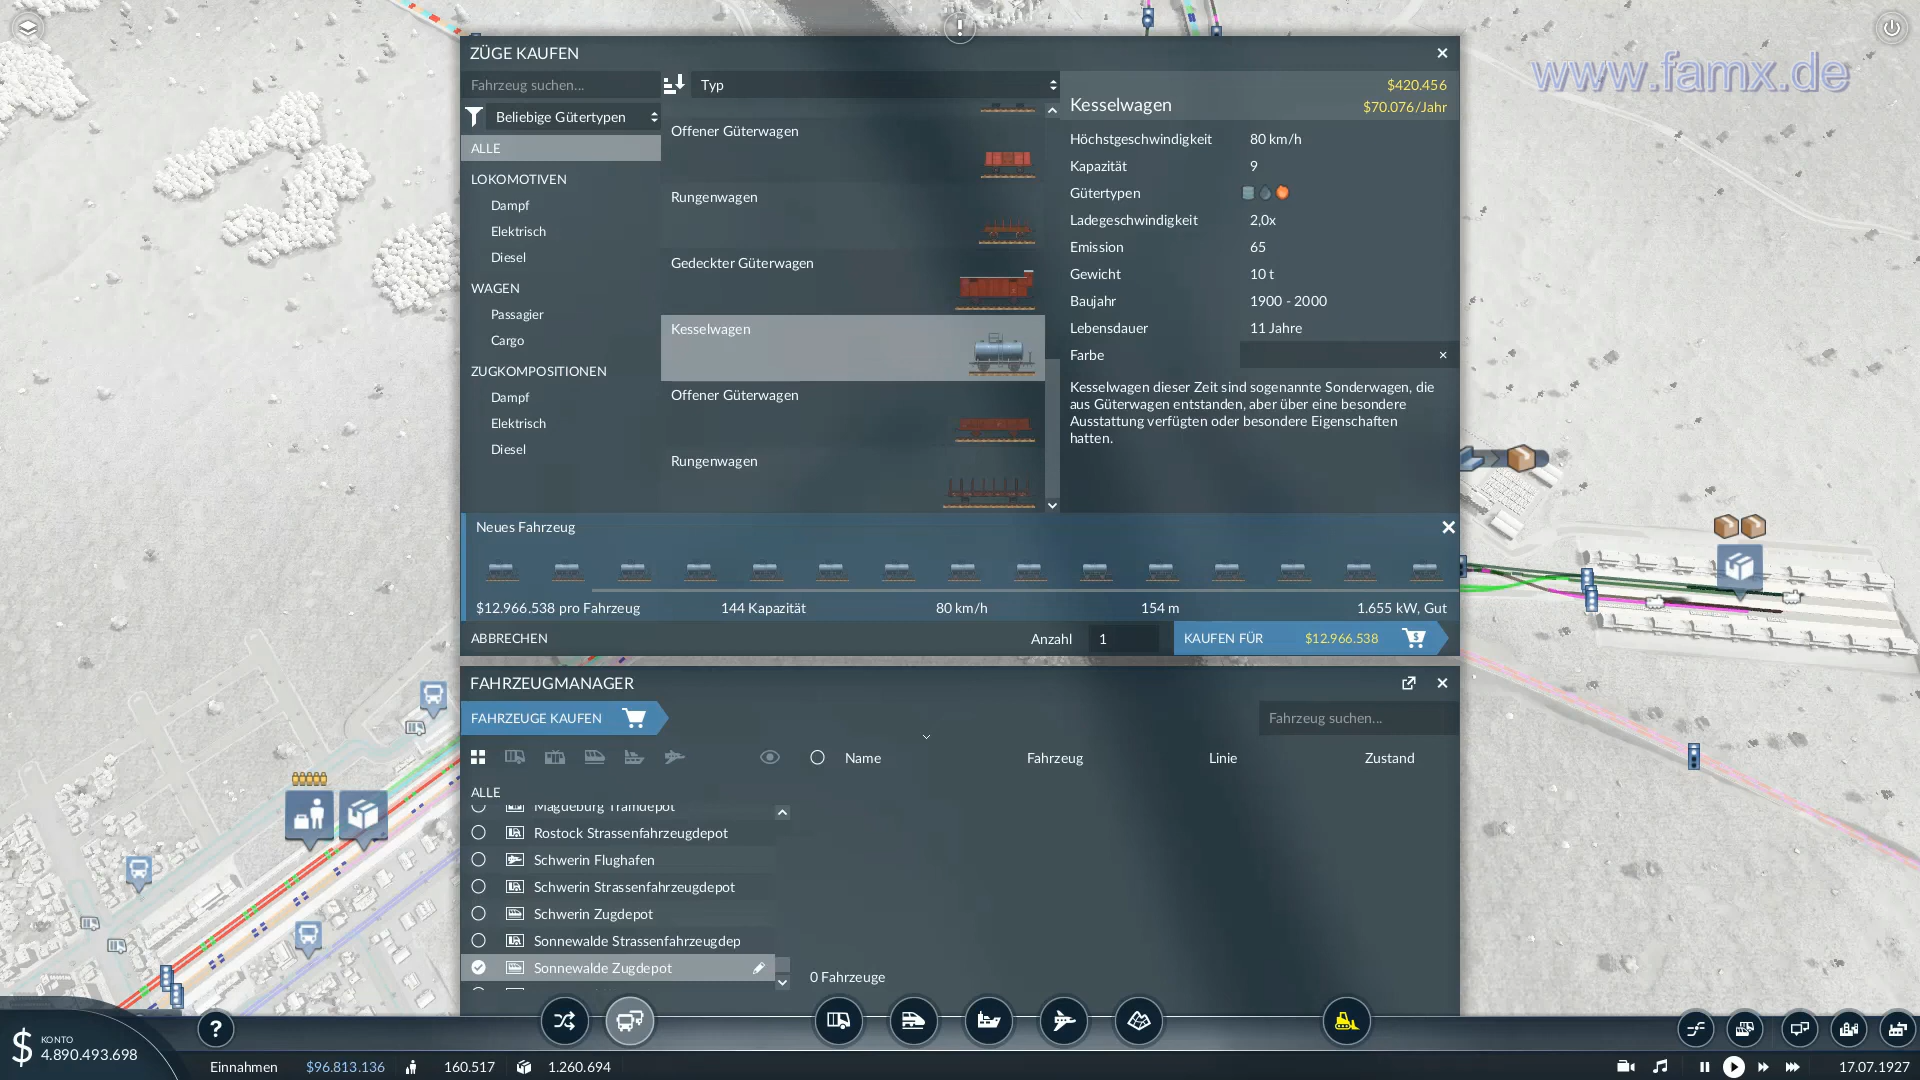 ZÜGE KAUFEN
www.famx.de
Fahrzeug suchen...
Typ
Beliebige Gütertypen
ALLE
LOKOMOTIVEN
Dampf
Elektrisch
Diesel
WAGEN
Passagier
Cargo
ZUGKOMPOSITIONEN
Dampf
Elektrisch
Diesel
Offener Güterwagen
Rungenwagen
Gedeckter Güterwagen
Kesselwagen
Offener Güterwagen
Rungenwagen
$420.456
Kesselwagen $70.076/Jahr
Höchstgeschwindigkeit 80 km/h
Kapazität 9
Gütertypen
Ladegeschwindigkeit 2,0x
Emission 65
Gewicht 10 t
Baujahr 1900 - 2000
Lebensdauer 11 Jahre
Farbe
Kesselwagen dieser Zeit sind sogenannte Sonderwagen, die
aus Güterwagen entstanden, aber über eine besondere
Ausstattung verfügten oder besondere Eigenschaften
hatten.
Neues Fahrzeug
$12.966.538 pro Fahrzeug 144 Kapazität 80 km/h 154 m 1.655 kW, Gut
ABBRECHEN Anzahl 1 KAUFEN FÜR $12.966.538
FAHRZEUGMANAGER
FAHRZEUGE KAUFEN Fahrzeug suchen...
Name Fahrzeug Linie Zustand
ALLE
Magdeburg Tramdepot
Rostock Strassenfahrzeugdepot
Schwerin Flughafen
Schwerin Strassenfahrzeugdepot
Schwerin Zugdepot
Sonnewalde Strassenfahrzeugdep
Sonnewalde Zugdepot
0 Fahrzeuge
KONTO
$ 4.890.493.698
?
Einnahmen $96.813.136 160.517 1.260.694 17.07.1927